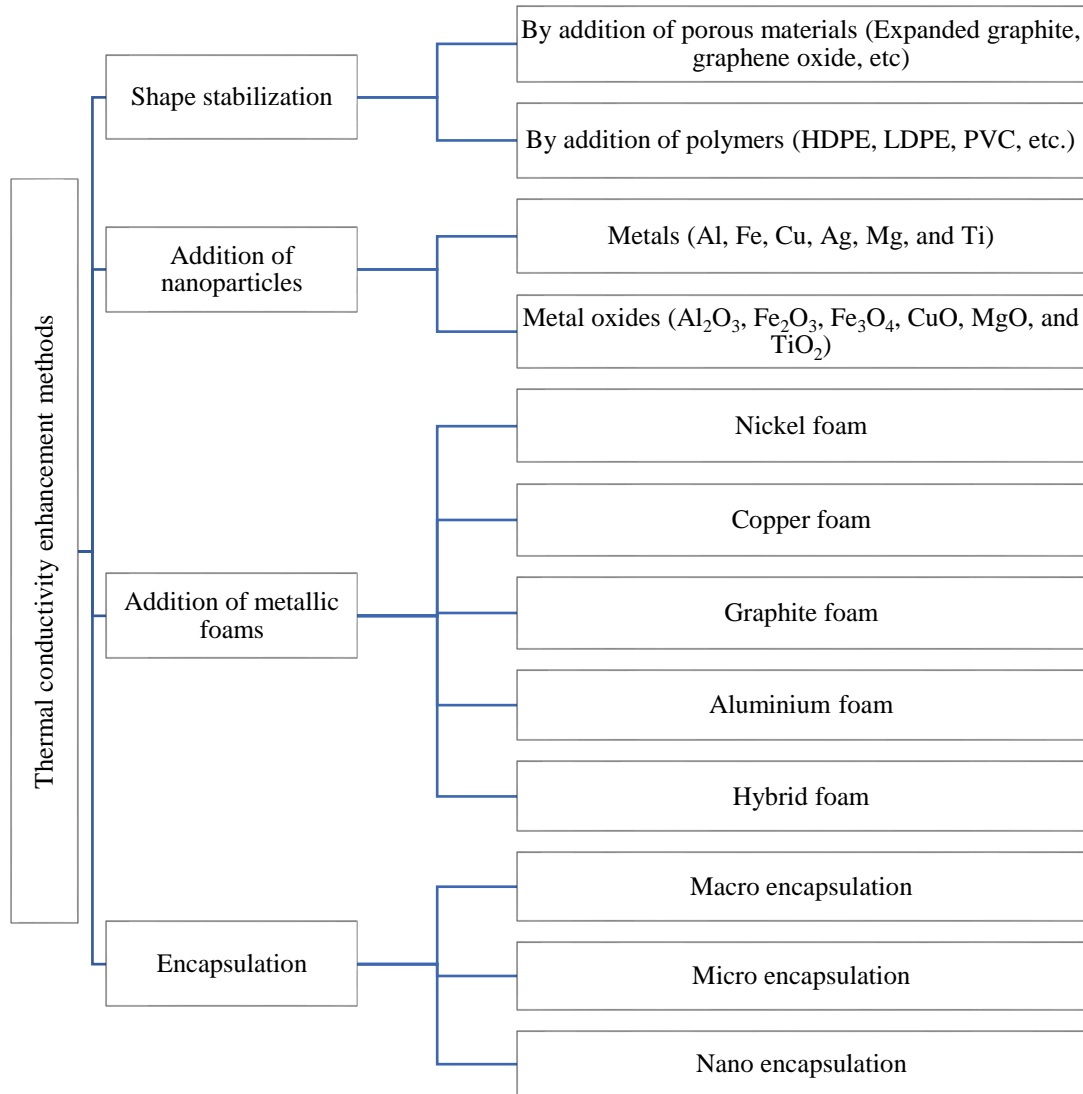 Thermal conductivity enhancement methods
Shape stabilization
By addition of porous materials (Expanded graphite,
graphene oxide, etc)
By addition of polymers (HDPE, LDPE, PVC, etc.)
Addition of
nanoparticles
Metals (Al, Fe, Cu, Ag, Mg, and Ti)
Metal oxides (Al₂O₃, Fe₂O₃, Fe₃O₄, CuO, MgO, and
TiO₂)
Addition of metallic
foams
Nickel foam
Copper foam
Graphite foam
Aluminium foam
Hybrid foam
Encapsulation
Macro encapsulation
Micro encapsulation
Nano encapsulation